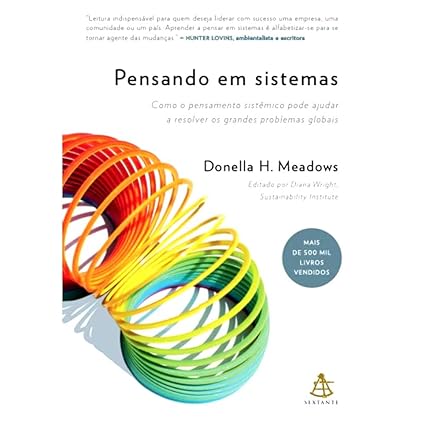 "Leitura indispensável para quem deseja liderar com sucesso uma empresa, uma
comunidade ou um país. Aprender a pensar em sistemas é alfabetizar-se para se
tornar agente das mudanças." – HUNTER LOVINS, ambientalista e escritora
Pensando em sistemas
Como o pensamento sistêmico pode ajudar
a resolver os grandes problemas globais
Donella H. Meadows
Editado por Diana Wright,
Sustainability Institute
MAIS
DE 500 MIL
LIVROS
VENDIDOS
SEXTANTE